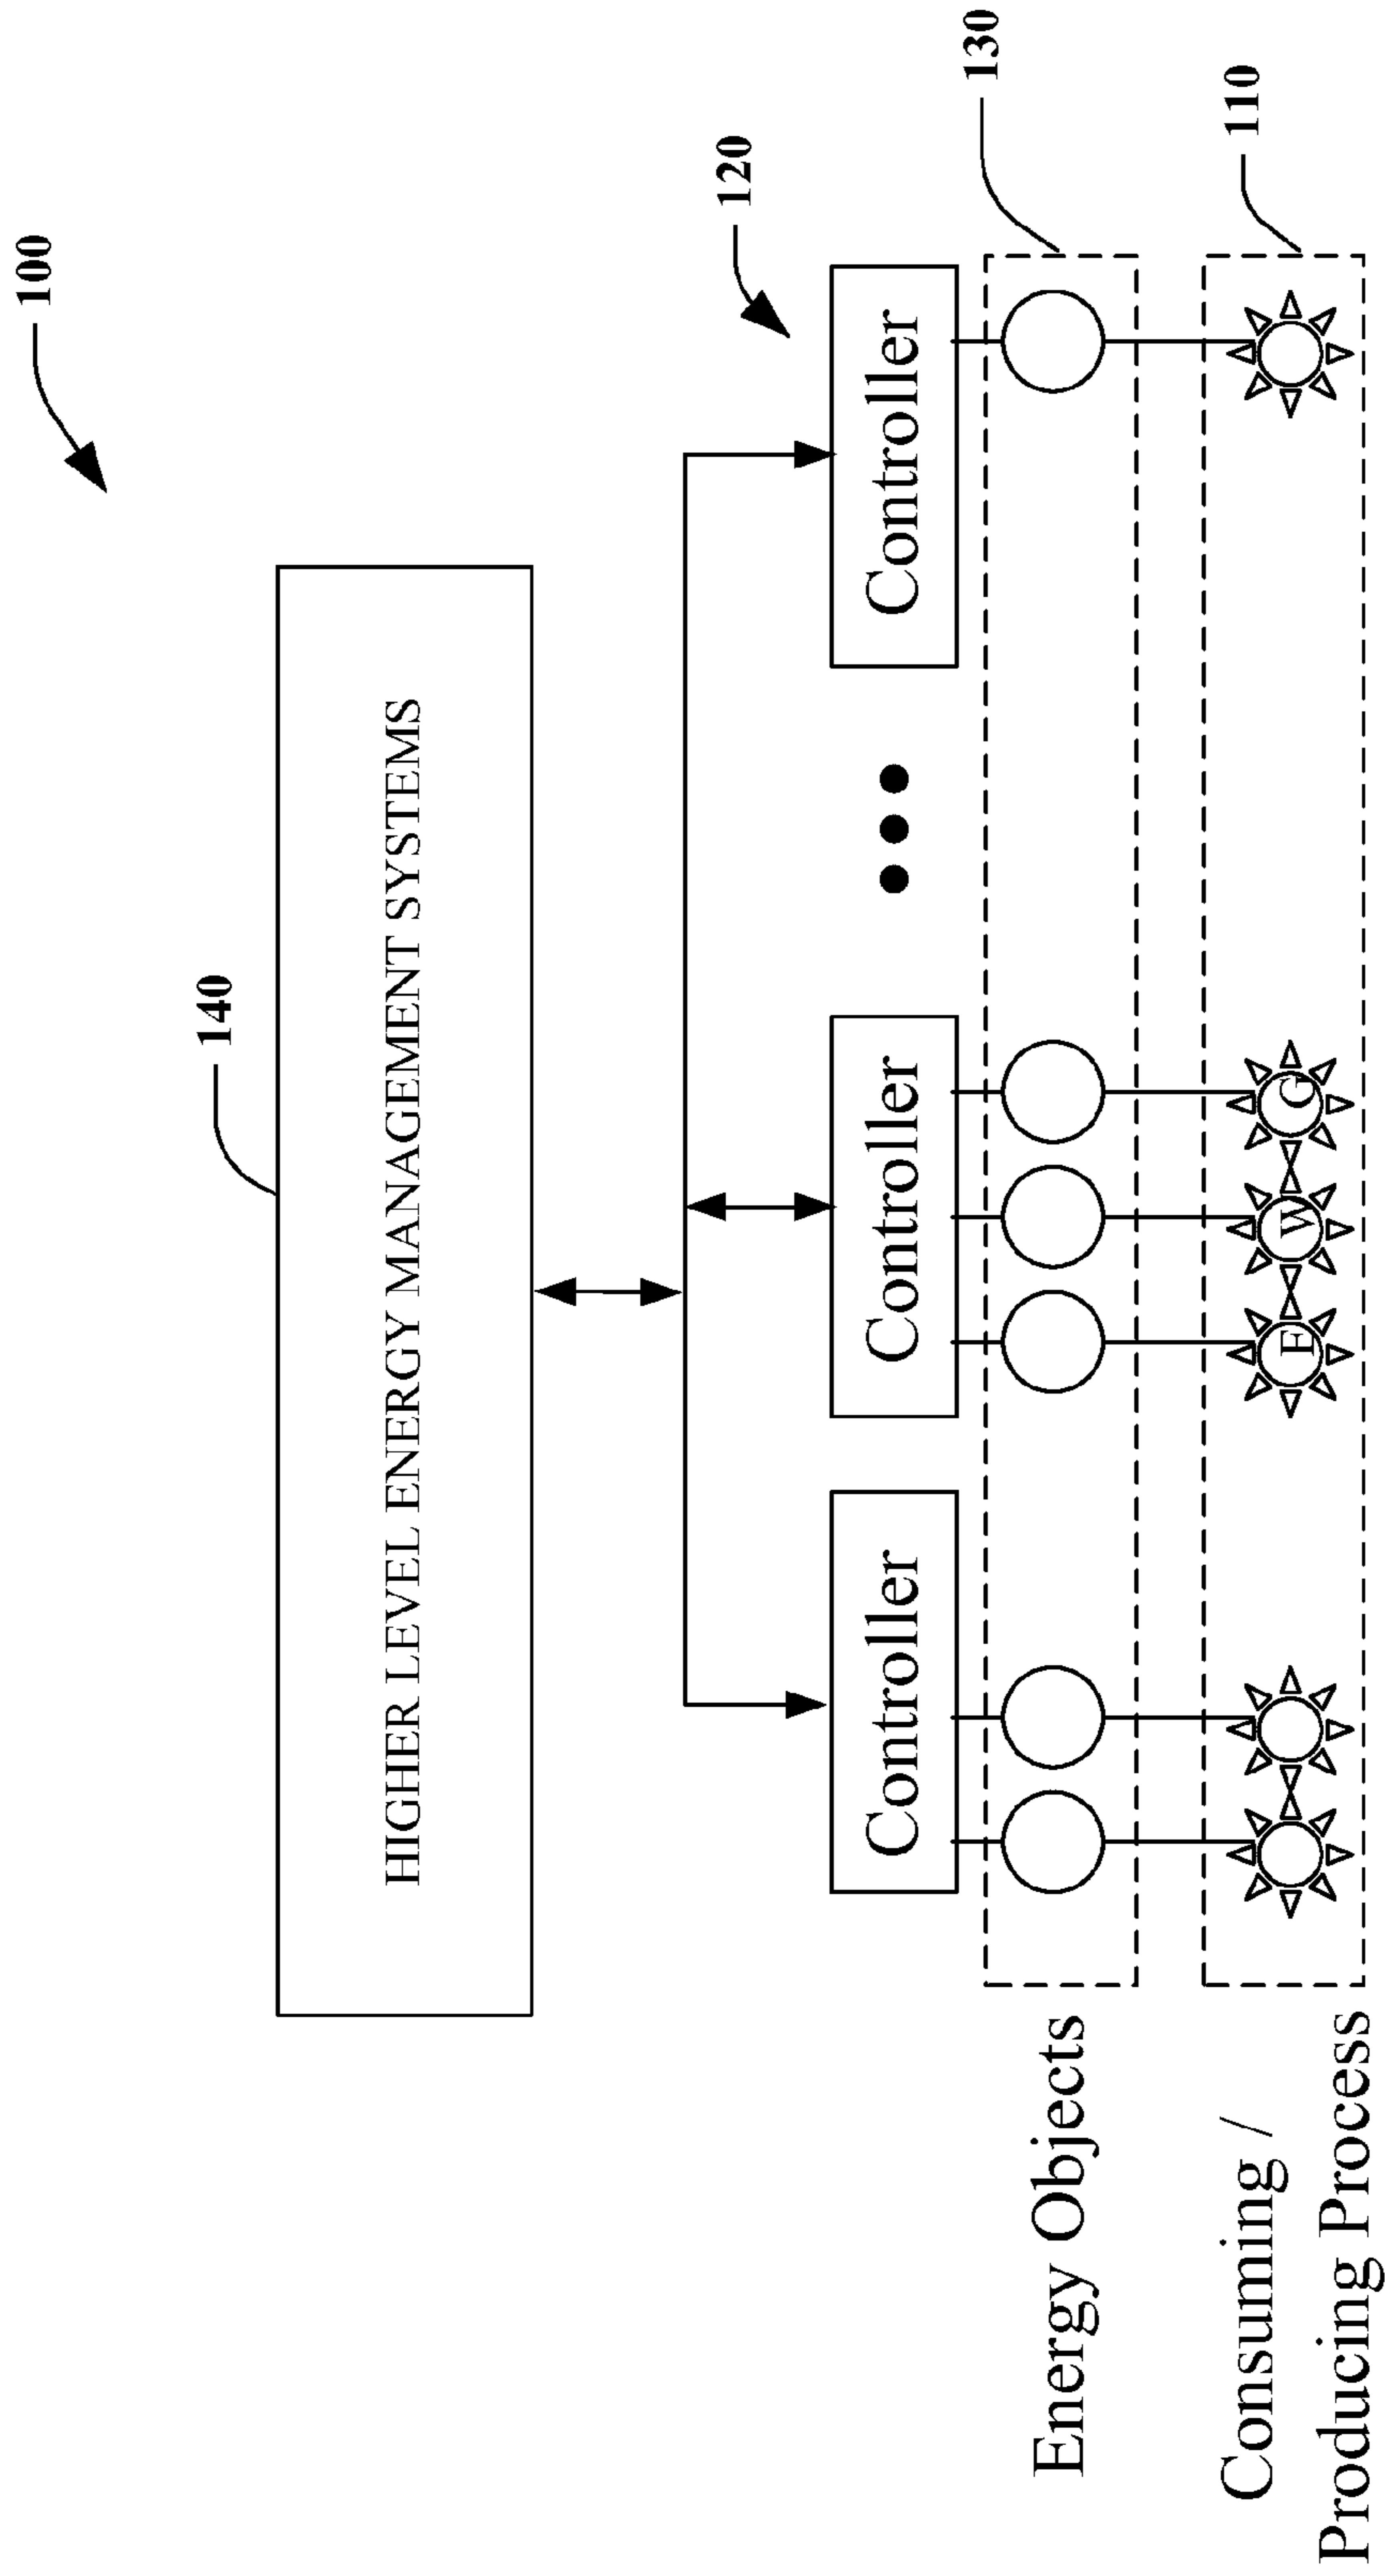 100
140
HIGHER LEVEL ENERGY MANAGEMENT SYSTEMS
120
Controller
Controller
Controller
130
Energy Objects
110
Consuming /
Producing Process
E
W
G